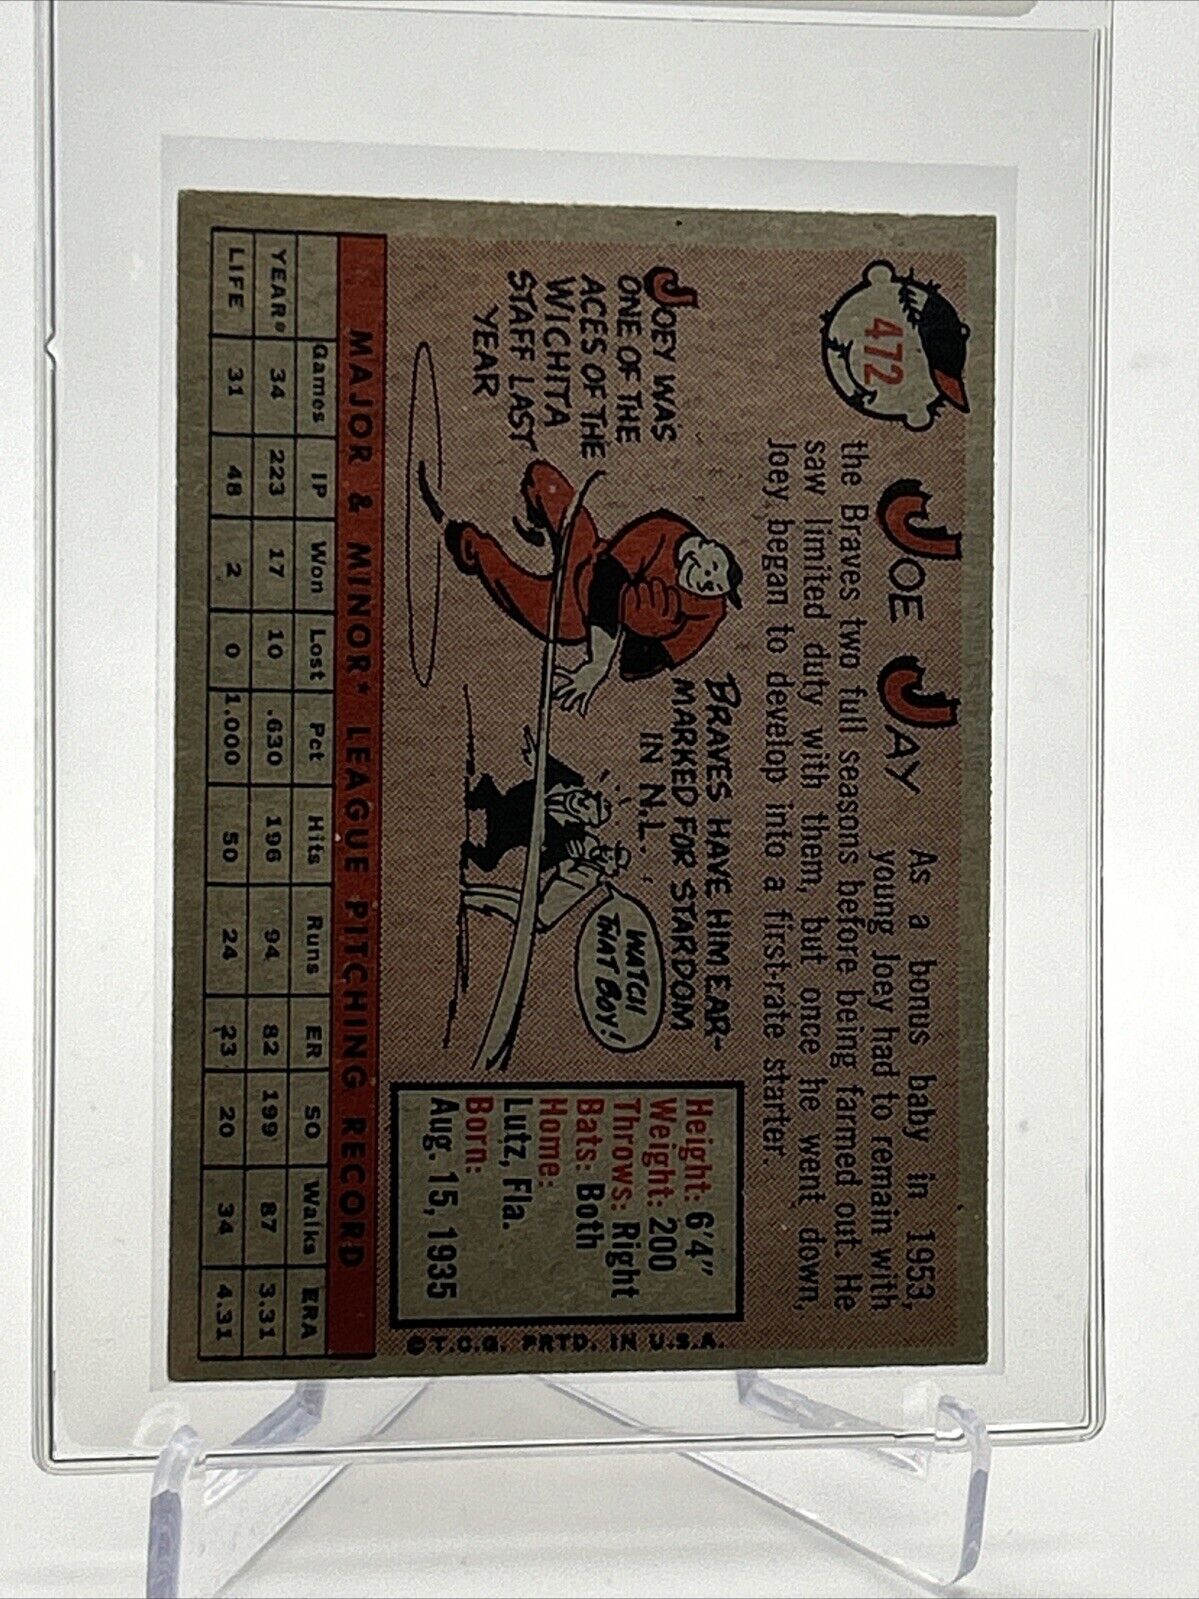 472
JOE JAY
As a bonus baby in 1953,
young Joey had to remain with
the Braves two full seasons before being farmed out. He
saw limited duty with them, but once he went down,
Joey began to develop into a first-rate starter.
JOEY WAS
ONE OF THE
ACES OF THE
WICHITA
STAFF LAST
YEAR
BRAVES HAVE HIM EAR-
MARKED FOR STARDOM
IN N.L.
WATCH
THAT BOY!
Height: 6'4"
Weight: 200
Throws: Right
Bats: Both
Home:
Lutz, Fla.
Born:
Aug. 15, 1935
© T.C.G. PRTD. IN U.S.A.
MAJOR & MINOR* LEAGUE PITCHING RECORD
Games IP Won Lost Pct Hits Runs ER SO Walks ERA
YEAR* 34 223 17 10 .630 196 94 82 199 87 3.31
LIFE 31 48 2 0 1.000 50 24 23 20 34 4.31